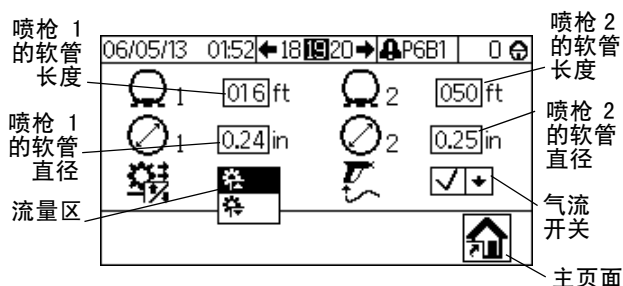 喷枪 1
的软管
长度
喷枪 2
的软管
长度
06/05/13 01:52 18 19 20 P6B1 0
1 016 ft 2 050 ft
喷枪 1
的软管
直径
喷枪 2
的软管
直径
1 0.24 in 2 0.25 in
流量区
气流
开关
主页面